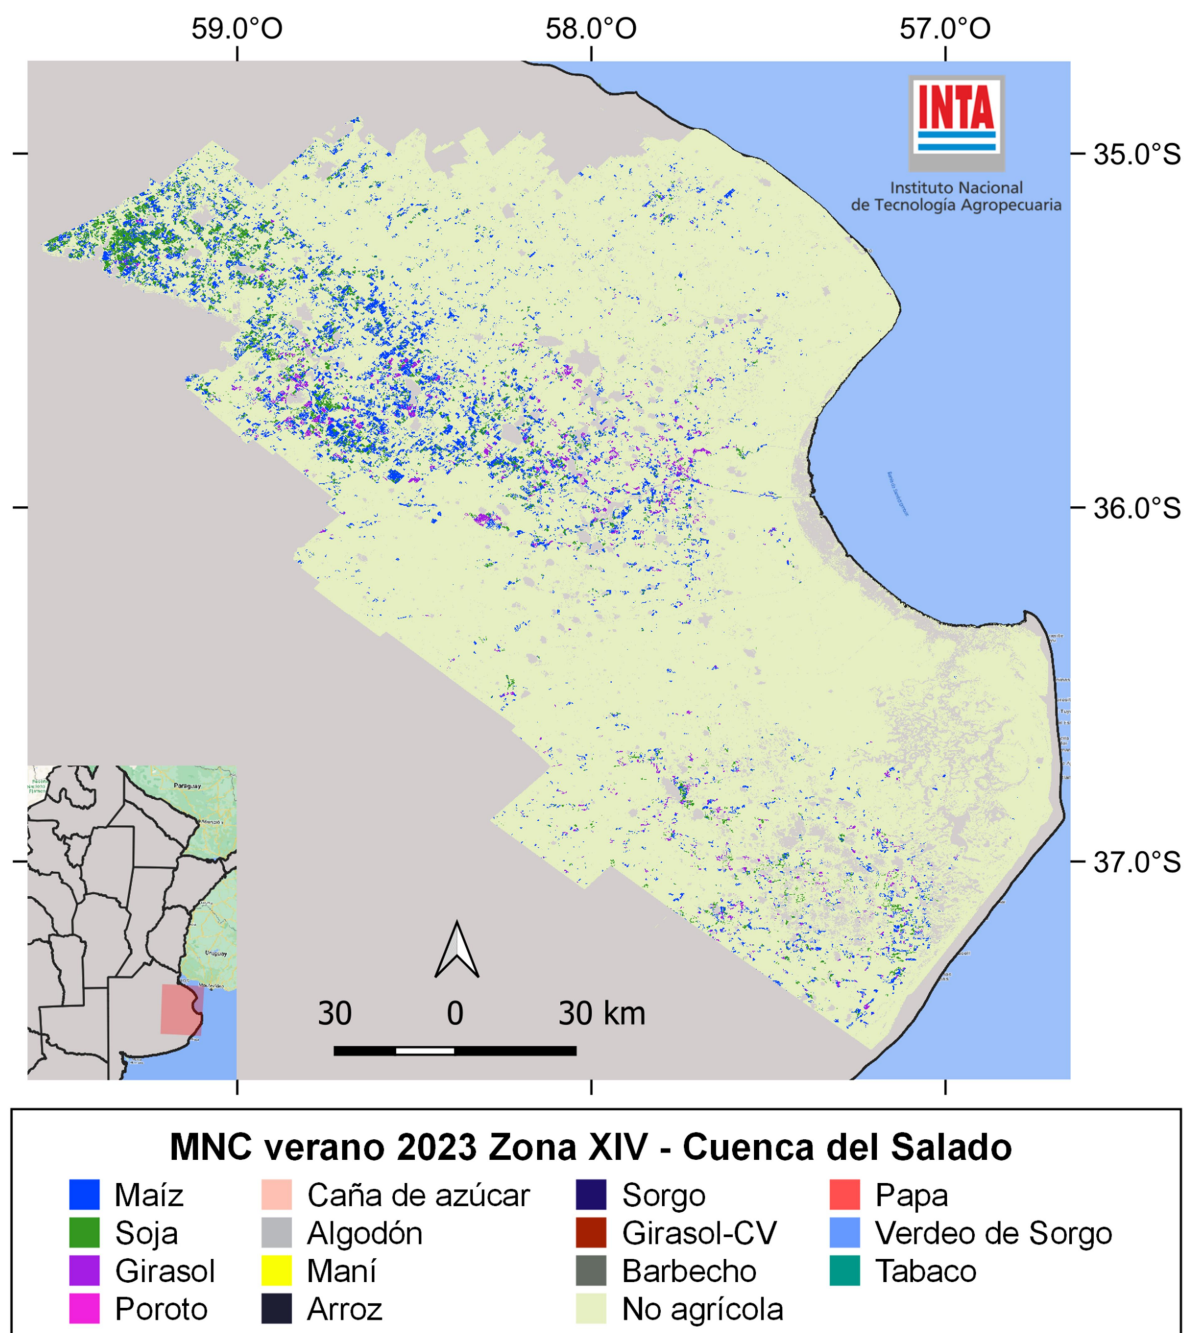 59.0°O 58.0°O 57.0°O
INTA
35.0°S
Instituto Nacional
de Tecnología Agropecuaria
36.0°S
Paraguay
37.0°S
Uruguay
30 0 30 km
MNC verano 2023 Zona XIV - Cuenca del Salado
Maíz Caña de azúcar Sorgo Papa
Soja Algodón Girasol-CV Verdeo de Sorgo
Girasol Maní Barbecho Tabaco
Poroto Arroz No agrícola